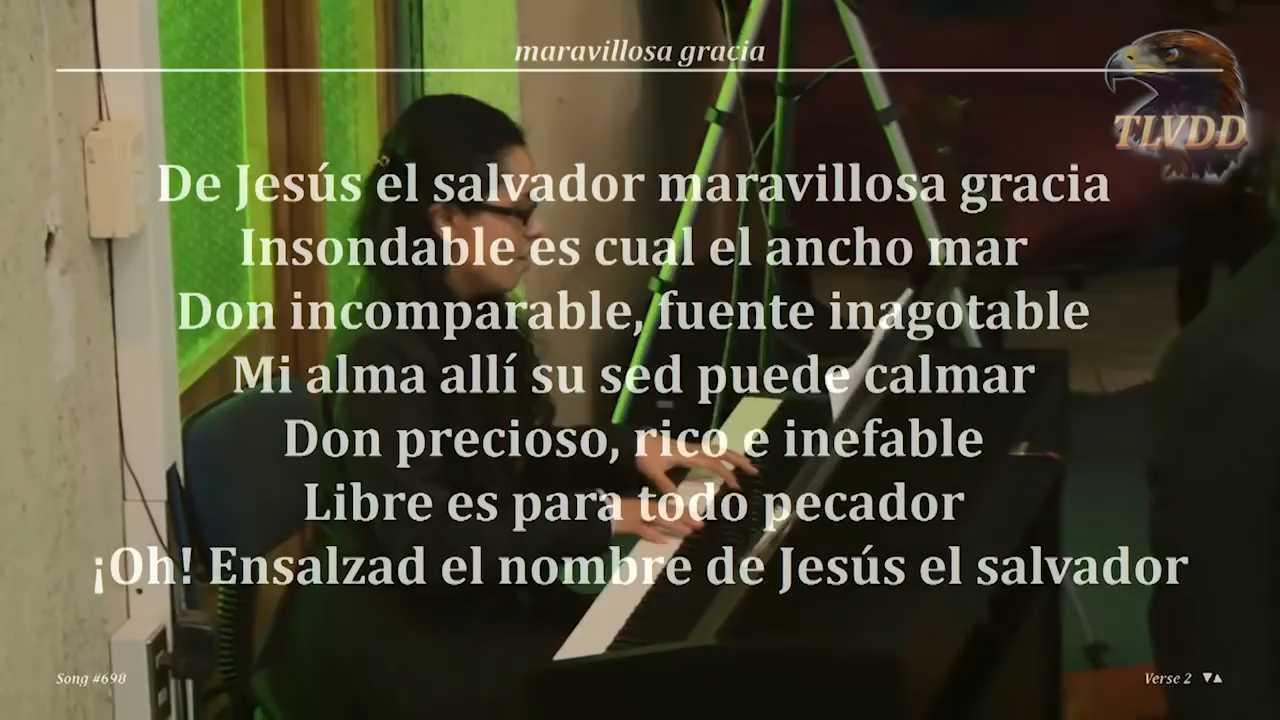 maravillosa gracia
TLVDD
De Jesús el salvador maravillosa gracia
Insondable es cual el ancho mar
Don incomparable, fuente inagotable
Mi alma allí su sed puede calmar
Don precioso, rico e inefable
Libre es para todo pecador
¡Oh! Ensalzad el nombre de Jesús el salvador
Song #698
Verse 2 ▼▲